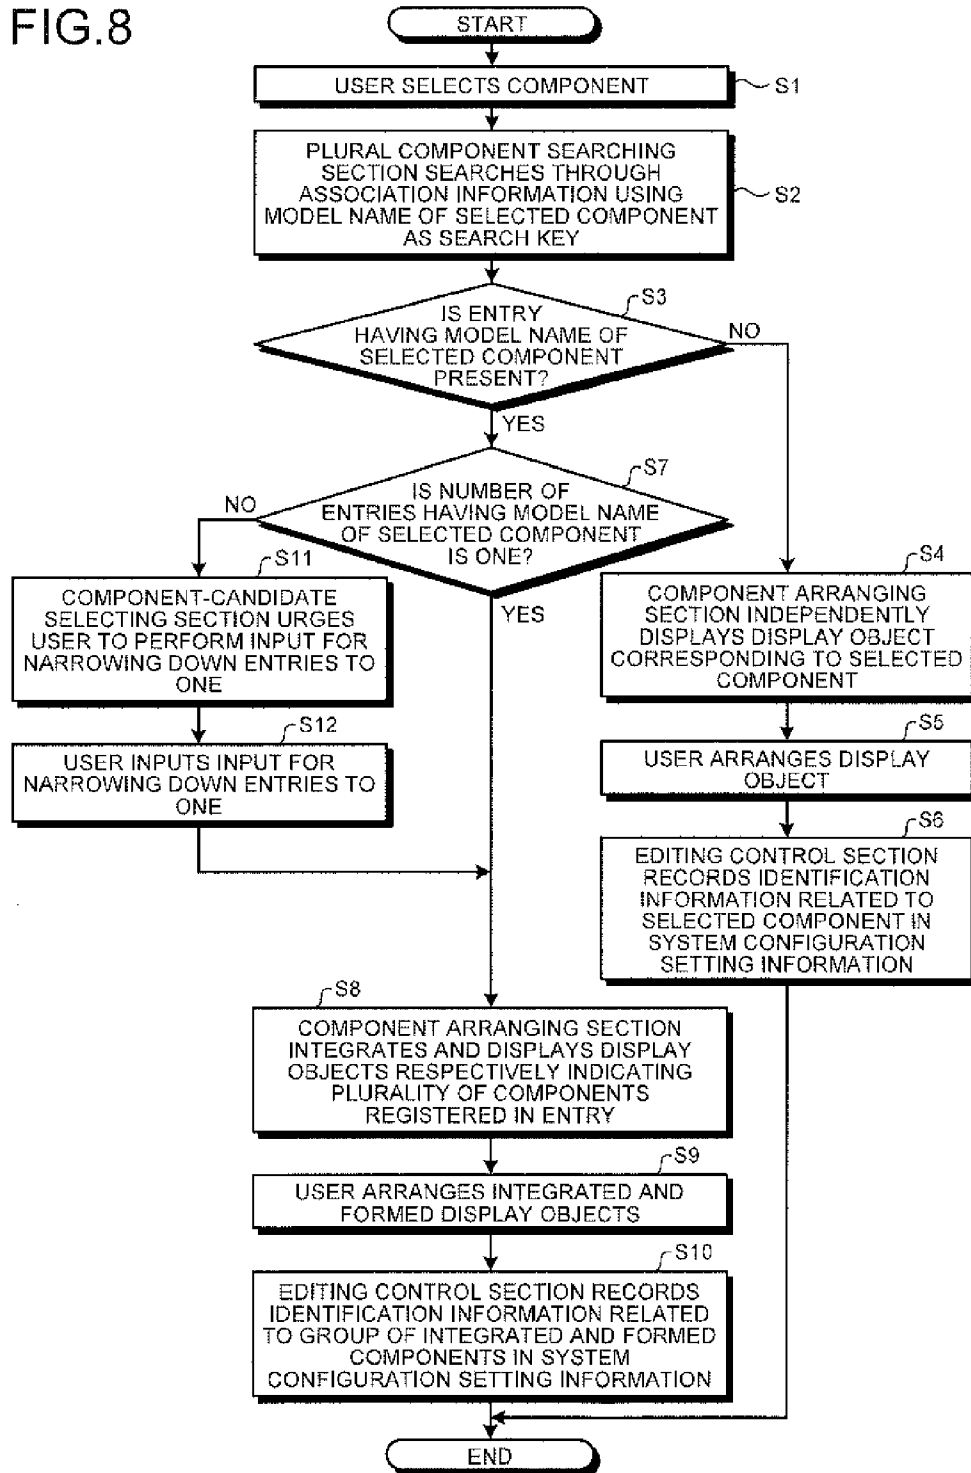 FIG.8
START
USER SELECTS COMPONENT
S1
PLURAL COMPONENT SEARCHING
SECTION SEARCHES THROUGH
ASSOCIATION INFORMATION USING
MODEL NAME OF SELECTED COMPONENT
AS SEARCH KEY
S2
S3
IS ENTRY
HAVING MODEL NAME OF
SELECTED COMPONENT
PRESENT?
NO
YES
S7
IS NUMBER OF
ENTRIES HAVING MODEL NAME
OF SELECTED COMPONENT
IS ONE?
NO
YES
S11
COMPONENT-CANDIDATE
SELECTING SECTION URGES
USER TO PERFORM INPUT FOR
NARROWING DOWN ENTRIES TO
ONE
S12
USER INPUTS INPUT FOR
NARROWING DOWN ENTRIES TO
ONE
S4
COMPONENT ARRANGING
SECTION INDEPENDENTLY
DISPLAYS DISPLAY OBJECT
CORRESPONDING TO SELECTED
COMPONENT
S5
USER ARRANGES DISPLAY
OBJECT
S6
EDITING CONTROL SECTION
RECORDS IDENTIFICATION
INFORMATION RELATED TO
SELECTED COMPONENT IN
SYSTEM CONFIGURATION
SETTING INFORMATION
S8
COMPONENT ARRANGING SECTION
INTEGRATES AND DISPLAYS DISPLAY
OBJECTS RESPECTIVELY INDICATING
PLURALITY OF COMPONENTS
REGISTERED IN ENTRY
S9
USER ARRANGES INTEGRATED AND
FORMED DISPLAY OBJECTS
S10
EDITING CONTROL SECTION RECORDS
IDENTIFICATION INFORMATION RELATED
TO GROUP OF INTEGRATED AND FORMED
COMPONENTS IN SYSTEM
CONFIGURATION SETTING INFORMATION
END